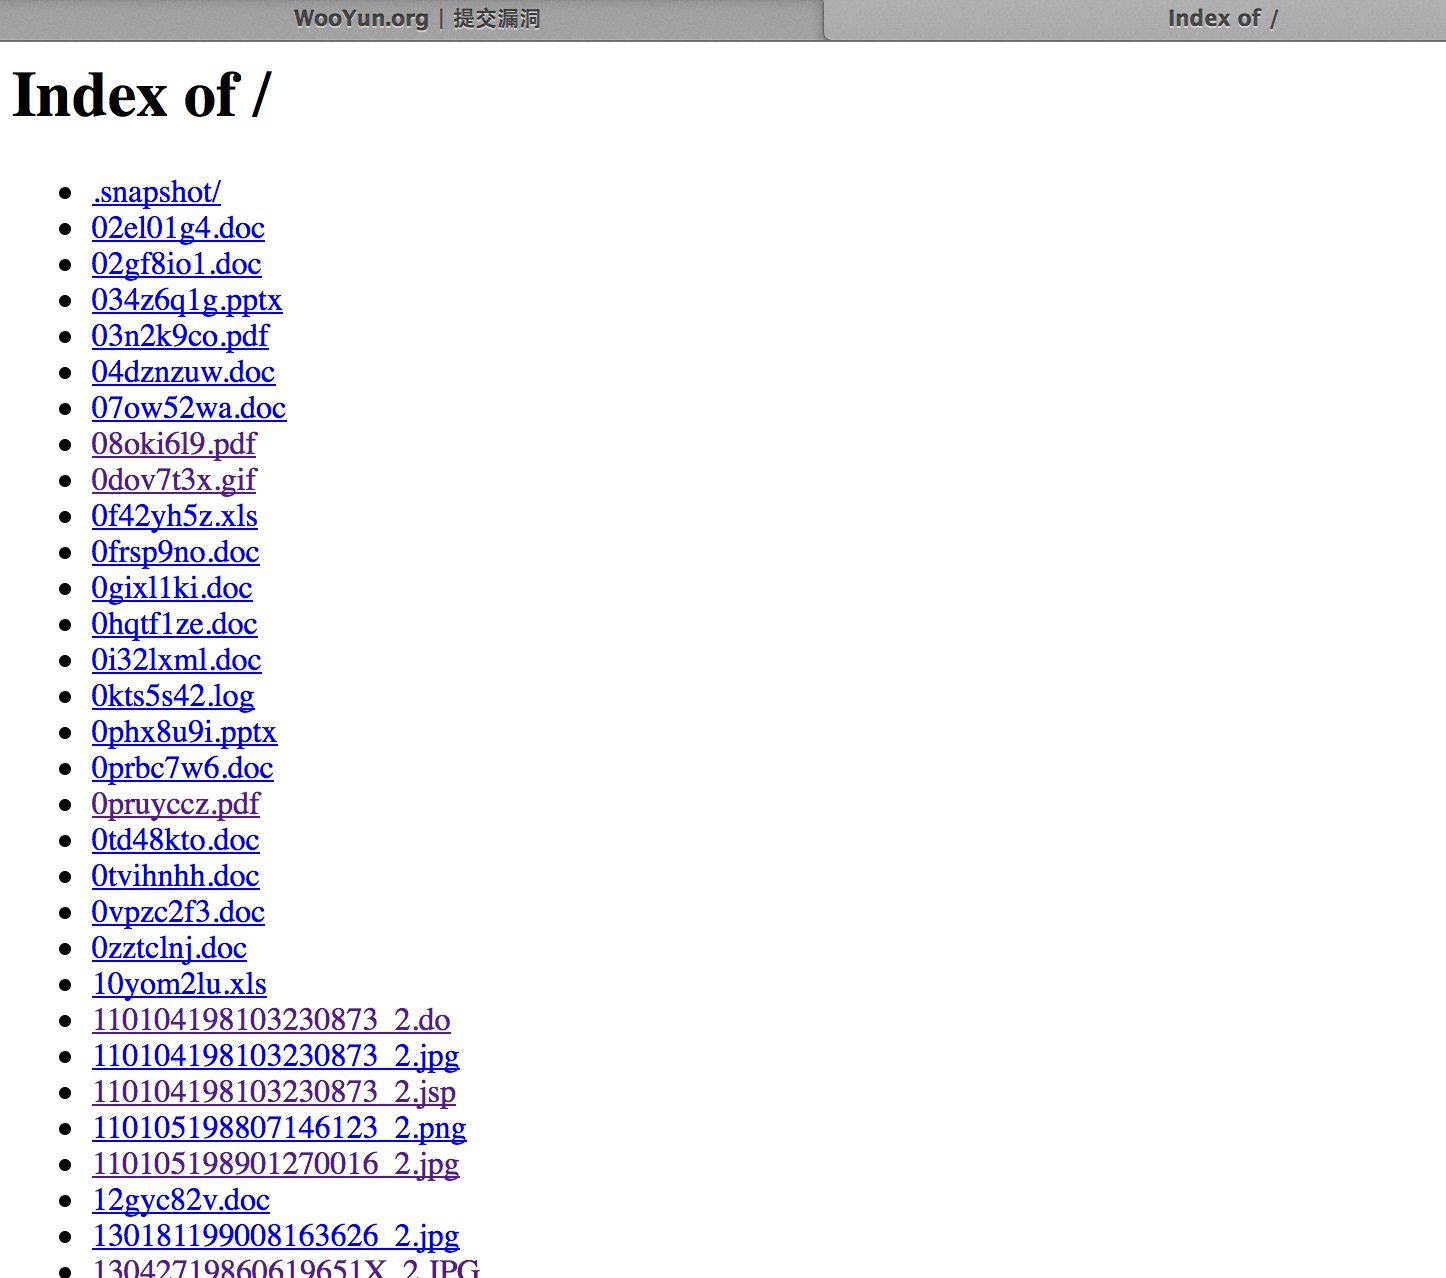 WooYun.org | 提交漏洞
Index of /
Index of /
.snapshot/
02el01g4.doc
02gf8io1.doc
034z6q1g.pptx
03n2k9co.pdf
04dznzuw.doc
07ow52wa.doc
08oki6l9.pdf
0dov7t3x.gif
0f42yh5z.xls
0frsp9no.doc
0gixl1ki.doc
0hqtf1ze.doc
0i32lxml.doc
0kts5s42.log
0phx8u9i.pptx
0prbc7w6.doc
0pruyccz.pdf
0td48kto.doc
0tvihnhh.doc
0vpzc2f3.doc
0zztclnj.doc
10yom2lu.xls
110104198103230873_2.do
110104198103230873_2.jpg
110104198103230873_2.jsp
110105198807146123_2.png
110105198901270016_2.jpg
12gyc82v.doc
130181199008163626_2.jpg
13042719860619651X_2.JPG